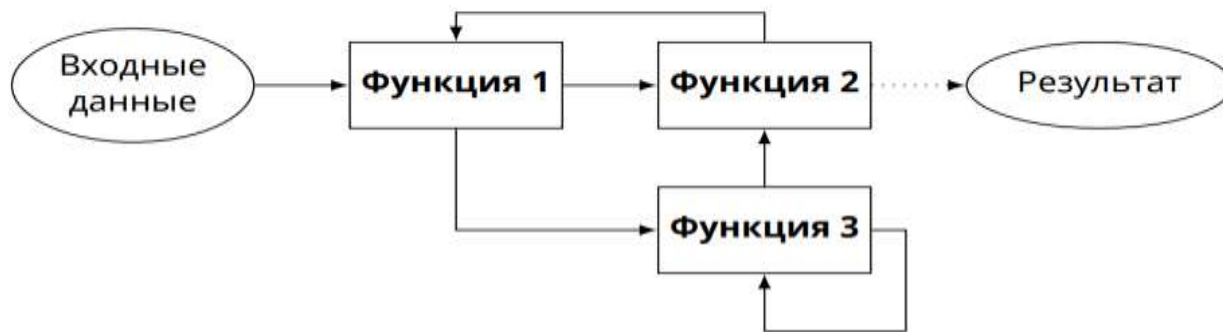 Входные
данные
Функция 1
Функция 2
Результат
Функция 3